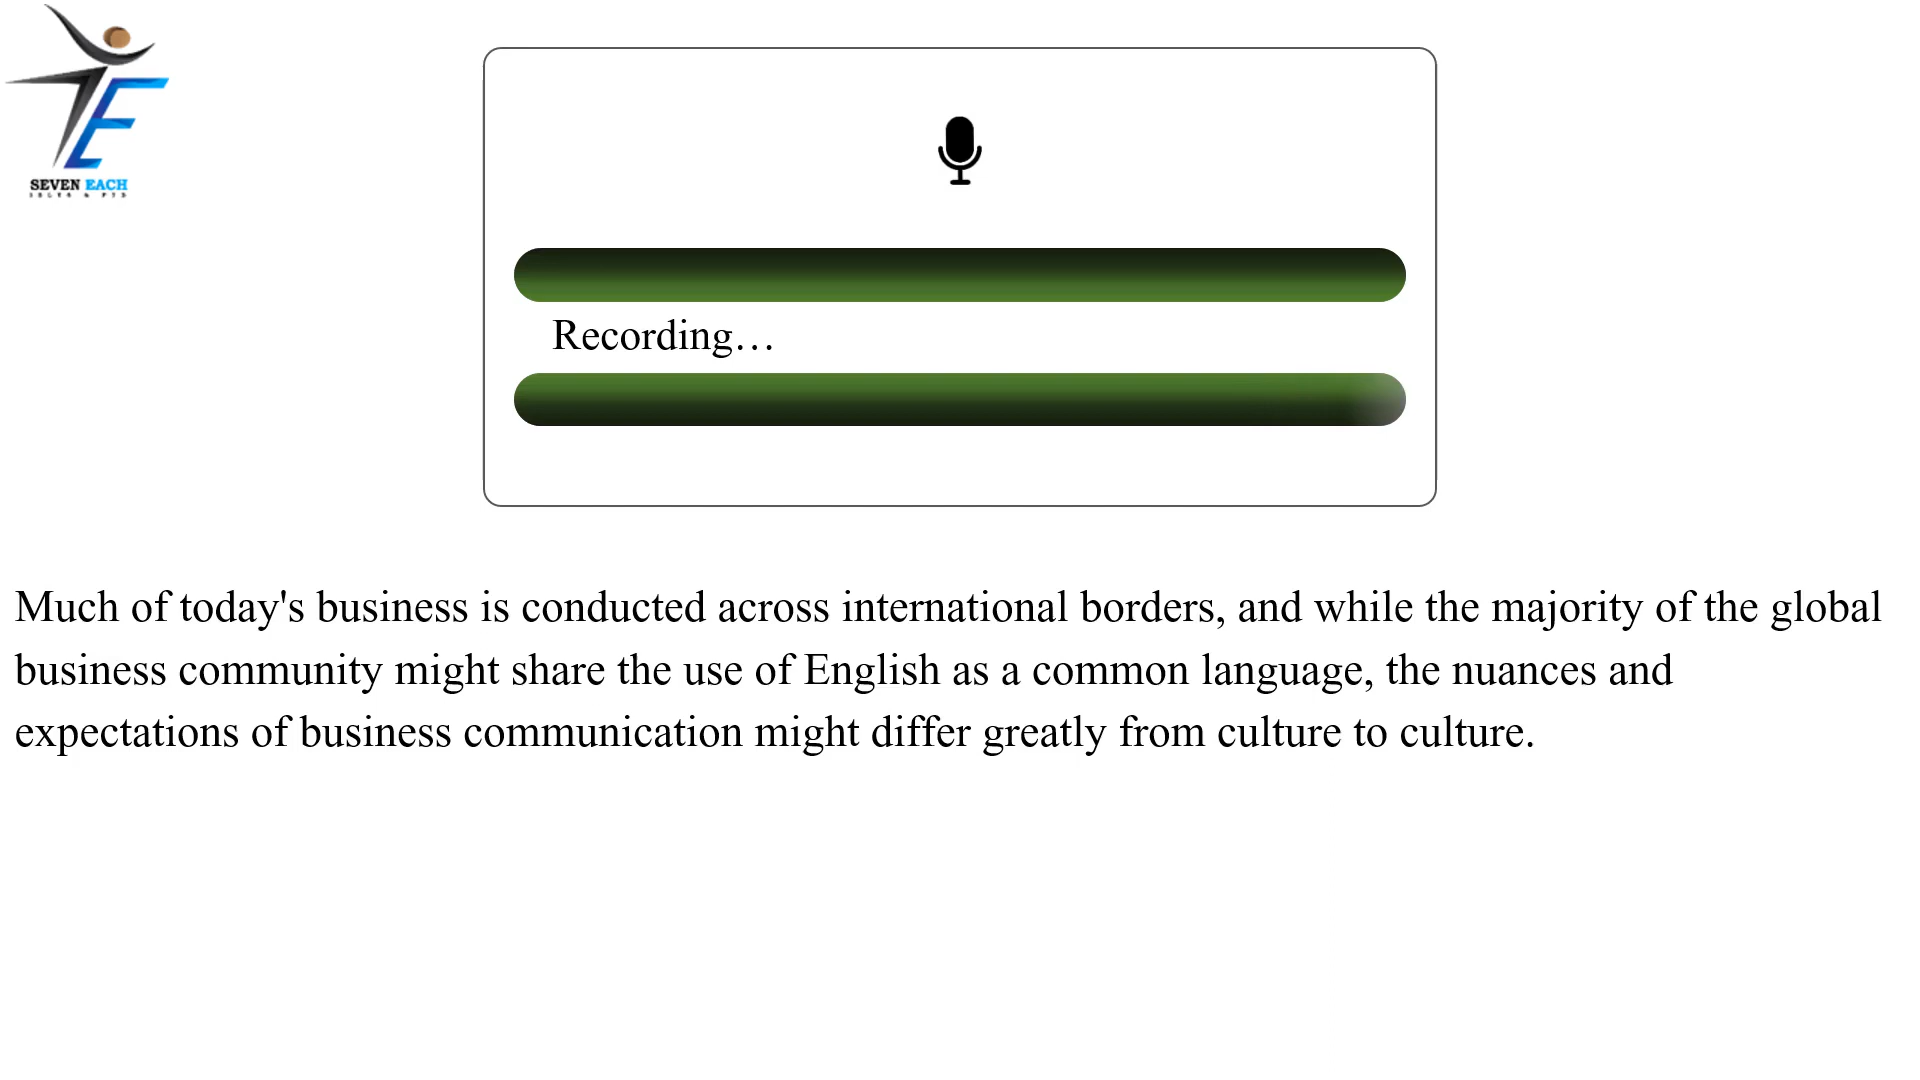 SEVEN EACH
IELTS & PTE
Recording…
Much of today's business is conducted across international borders, and while the majority of the global
business community might share the use of English as a common language, the nuances and
expectations of business communication might differ greatly from culture to culture.